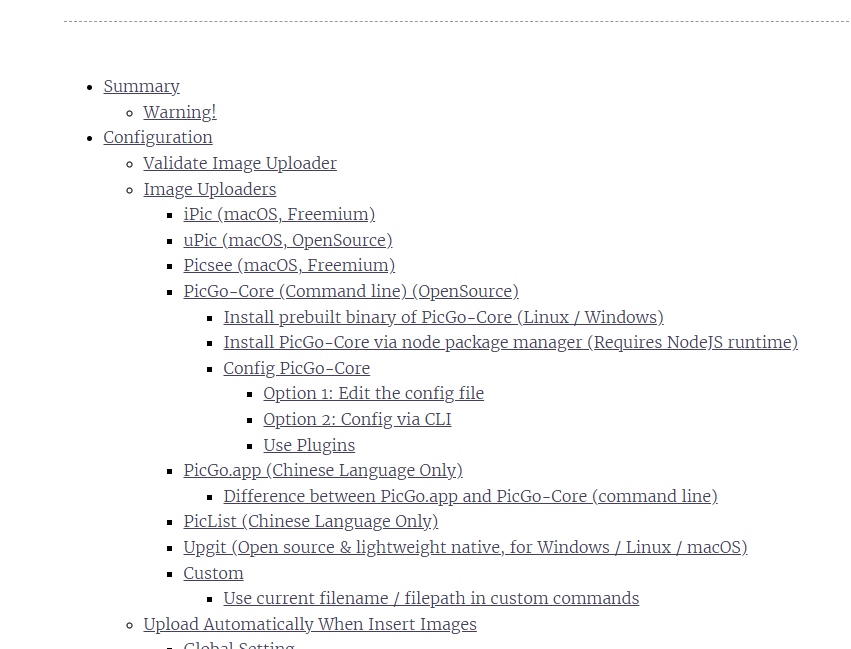 Summary
Warning!
Configuration
Validate Image Uploader
Image Uploaders
iPic (macOS, Freemium)
uPic (macOS, OpenSource)
Picsee (macOS, Freemium)
PicGo-Core (Command line) (OpenSource)
Install prebuilt binary of PicGo-Core (Linux / Windows)
Install PicGo-Core via node package manager (Requires NodeJS runtime)
Config PicGo-Core
Option 1: Edit the config file
Option 2: Config via CLI
Use Plugins
PicGo.app (Chinese Language Only)
Difference between PicGo.app and PicGo-Core (command line)
PicList (Chinese Language Only)
Upgit (Open source & lightweight native, for Windows / Linux / macOS)
Custom
Use current filename / filepath in custom commands
Upload Automatically When Insert Images
Global Setting